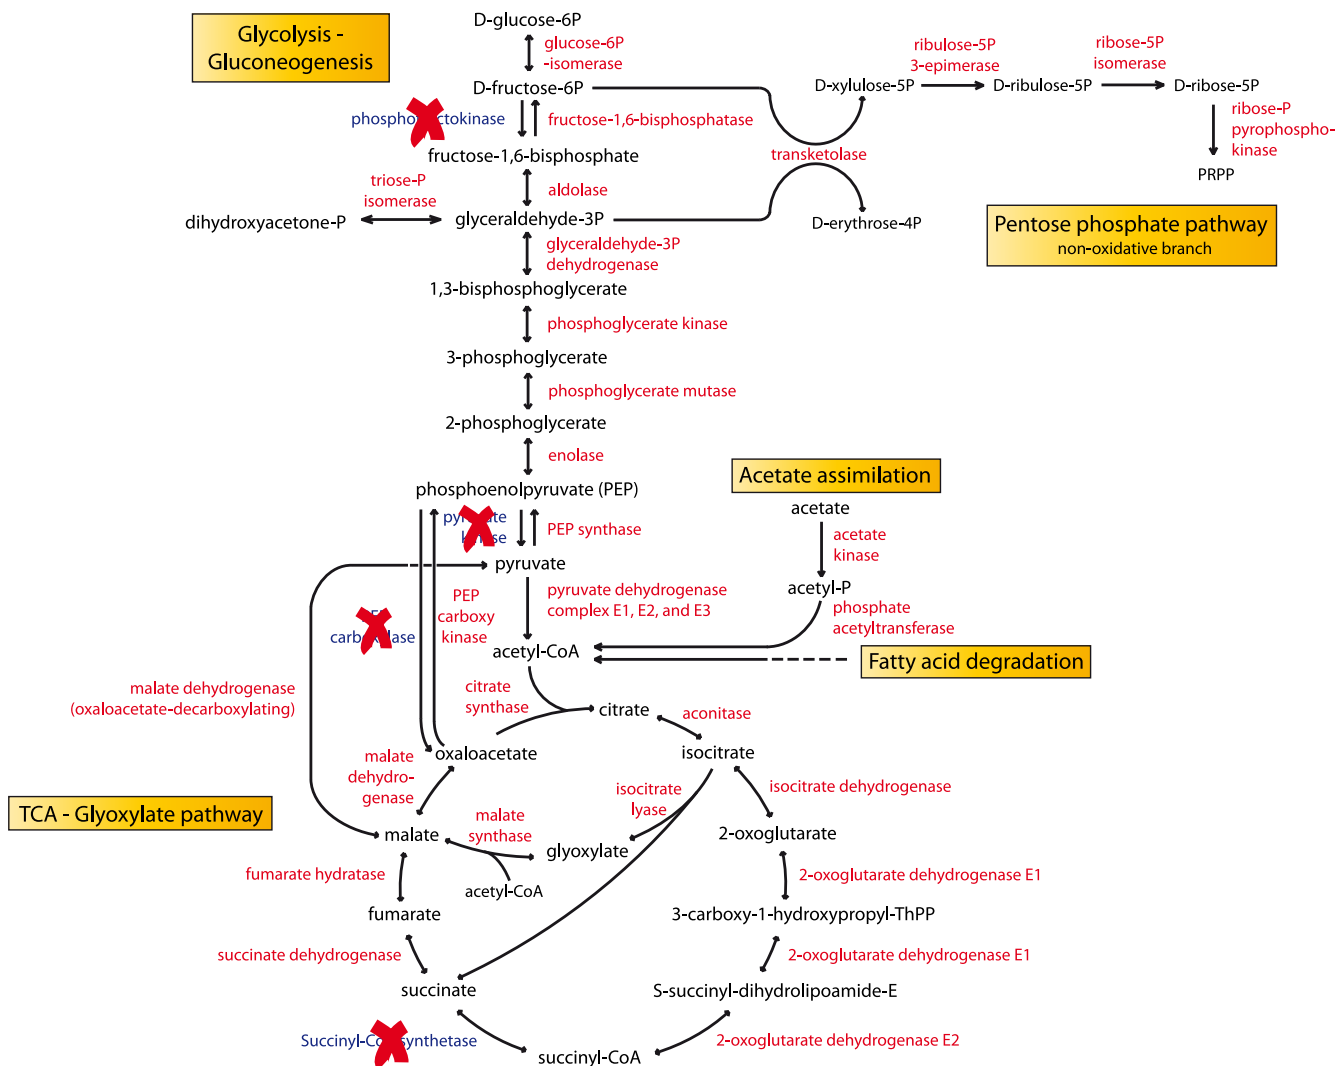 Glycolysis -
Gluconeogenesis
D-glucose-6P
glucose-6P
-isomerase
D-fructose-6P
fructose-1,6-bisphosphatase
fructose-1,6-bisphosphate
aldolase
triose-P
isomerase
dihydroxyacetone-P
glyceraldehyde-3P
glyceraldehyde-3P
dehydrogenase
1,3-bisphosphoglycerate
phosphoglycerate kinase
3-phosphoglycerate
phosphoglycerate mutase
2-phosphoglycerate
enolase
phosphoenolpyruvate (PEP)
PEP synthase
pyruvate
transketolase
D-xylulose-5P
ribulose-5P
3-epimerase
D-ribulose-5P
ribose-5P
isomerase
D-ribose-5P
ribose-P
pyrophospho-
kinase
PRPP
D-erythrose-4P
Pentose phosphate pathway
non-oxidative branch
Acetate assimilation
acetate
acetate
kinase
acetyl-P
phosphate
acetyltransferase
Fatty acid degradation
PEP
carboxy
kinase
pyruvate dehydrogenase
complex E1, E2, and E3
acetyl-CoA
malate dehydrogenase
(oxaloacetate-decarboxylating)
citrate
synthase
citrate
aconitase
isocitrate
oxaloacetate
malate
dehydro-
genase
TCA - Glyoxylate pathway
malate
malate
synthase
glyoxylate
acetyl-CoA
isocitrate
lyase
isocitrate dehydrogenase
2-oxoglutarate
2-oxoglutarate dehydrogenase E1
3-carboxy-1-hydroxypropyl-ThPP
2-oxoglutarate dehydrogenase E1
S-succinyl-dihydrolipoamide-E
2-oxoglutarate dehydrogenase E2
succinyl-CoA
fumarate hydratase
fumarate
succinate dehydrogenase
succinate